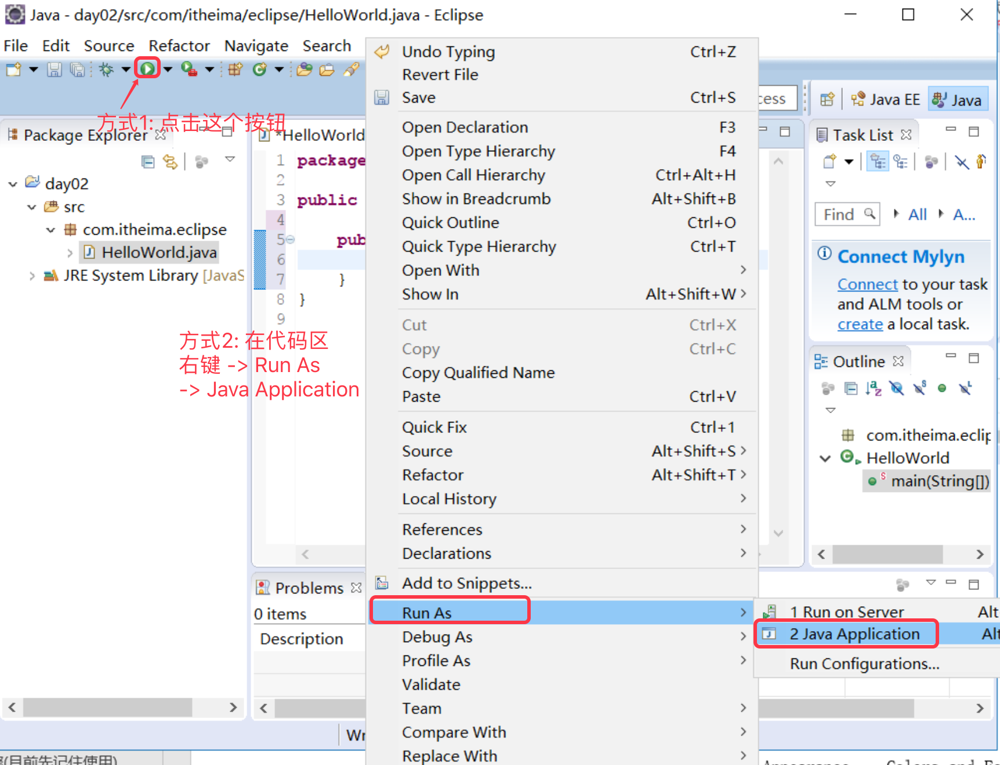 Java - day02/src/com/itheima/eclipse/HelloWorld.java - Eclipse
File Edit Source Refactor Navigate Search
方式1: 点击这个按钮
Package Explorer
day02
src
com.itheima.eclipse
HelloWorld.java
JRE System Library [JavaS
*HelloWorld
1 package
2
3 public
4
5 pub
6
7 }
8 }
9
方式2: 在代码区
右键 -> Run As
-> Java Application
Problems
0 items
Description
Undo Typing Ctrl+Z
Revert File
Save Ctrl+S
Open Declaration F3
Open Type Hierarchy F4
Open Call Hierarchy Ctrl+Alt+H
Show in Breadcrumb Alt+Shift+B
Quick Outline Ctrl+O
Quick Type Hierarchy Ctrl+T
Open With
Show In Alt+Shift+W
Cut Ctrl+X
Copy Ctrl+C
Copy Qualified Name
Paste Ctrl+V
Quick Fix Ctrl+1
Source Alt+Shift+S
Refactor Alt+Shift+T
Local History
References
Declarations
Add to Snippets...
Run As
Debug As
Profile As
Validate
Team
Compare With
Replace With
1 Run on Server Alt
2 Java Application Alt
Run Configurations...
cess
Java EE
Java
Task List
Find All A...
Connect Mylyn
Connect to your task
and ALM tools or
create a local task.
Outline
com.itheima.eclip
HelloWorld
main(String[])
Wr
(目前先记住使用)